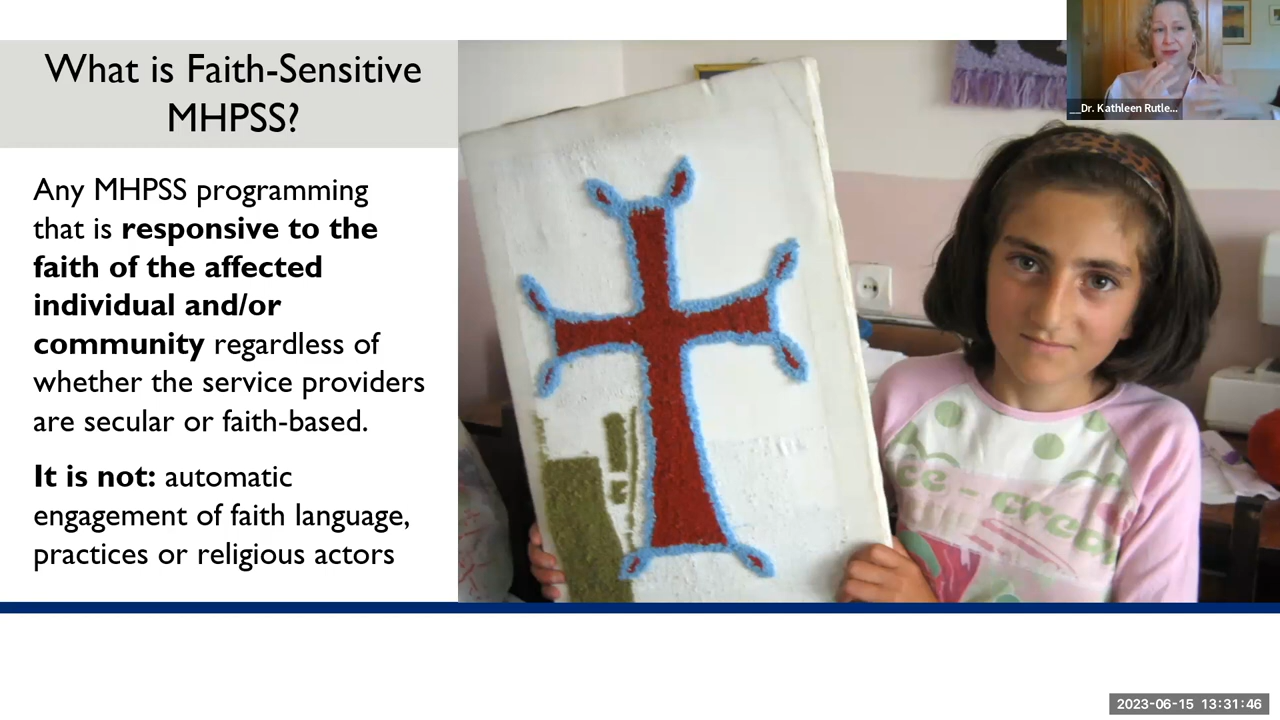 What is Faith-Sensitive
MHPSS?
Any MHPSS programming
that is responsive to the
faith of the affected
individual and/or
community regardless of
whether the service providers
are secular or faith-based.
It is not: automatic
engagement of faith language,
practices or religious actors
__Dr. Kathleen Rutle...
2023-06-15 13:31:46